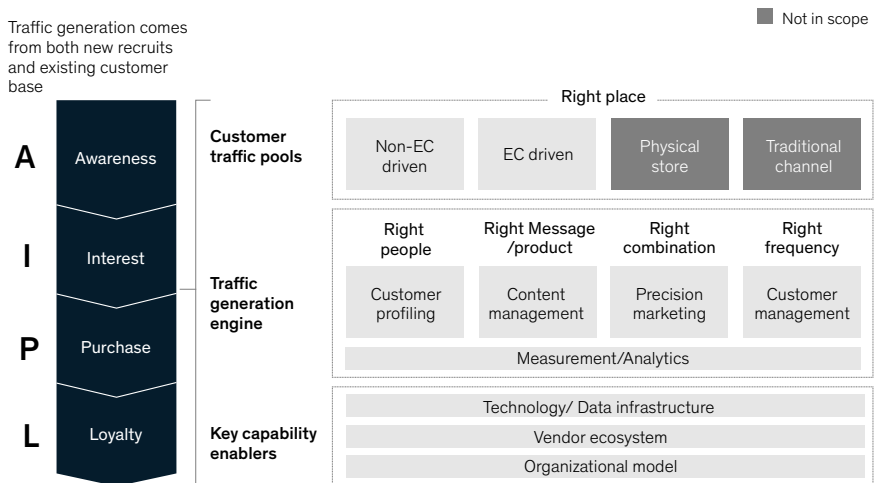 Traffic generation comes
from both new recruits
and existing customer
base
Not in scope
A
Awareness
I
Interest
P
Purchase
L
Loyalty
Customer
traffic pools
Right place
Non-EC
driven
EC driven
Physical
store
Traditional
channel
Traffic
generation
engine
Right
people
Right Message
/product
Right
combination
Right
frequency
Customer
profiling
Content
management
Precision
marketing
Customer
management
Measurement/Analytics
Key capability
enablers
Technology/ Data infrastructure
Vendor ecosystem
Organizational model